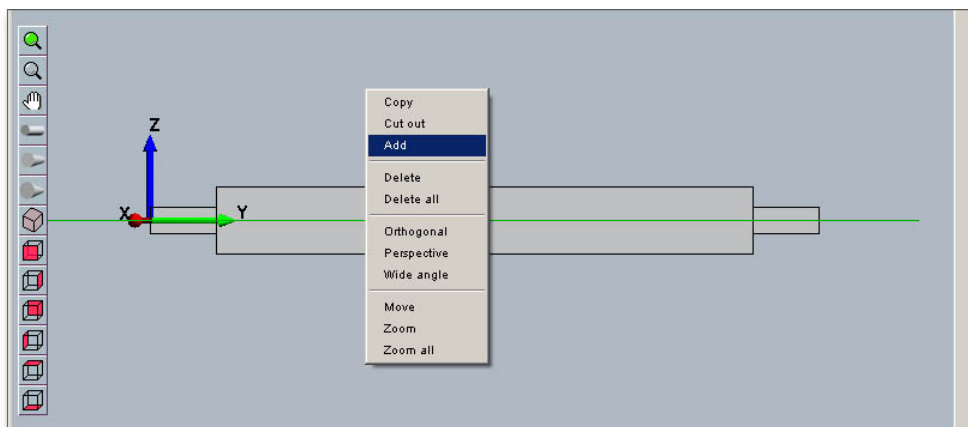 Z
X
Y
Copy
Cut out
Add
Delete
Delete all
Orthogonal
Perspective
Wide angle
Move
Zoom
Zoom all